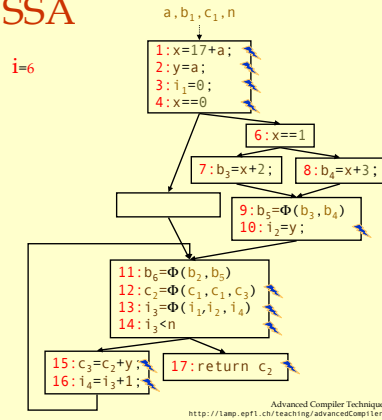 SSA
a,b₁,c₁,n
i=6
1:x=17+a;
2:y=a;
3:i₁=0;
4:x==0
6:x==1
7:b₃=x+2;
8:b₄=x+3;
9:b₅=Φ(b₃,b₄)
10:i₂=y;
11:b₆=Φ(b₂,b₅)
12:c₂=Φ(c₁,c₁,c₃)
13:i₃=Φ(i₁,i₂,i₄)
14:i₃<n
15:c₃=c₂+y;
16:i₄=i₃+1;
17:return c₂
Advanced Compiler Technique
http://lamp.epfl.ch/teaching/advancedCompiler